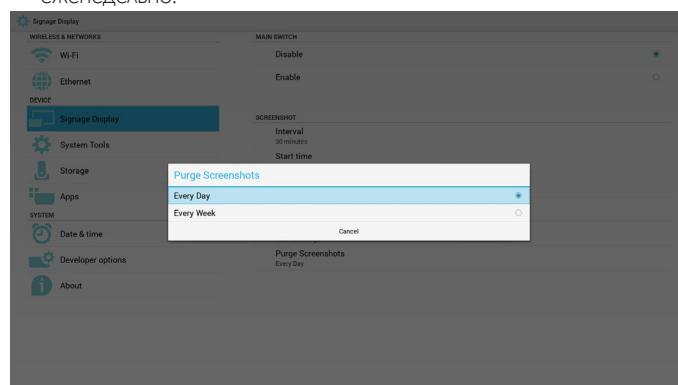 еженедельно.
Signage Display
WIRELESS & NETWORKS
Wi-Fi
Ethernet
DEVICE
Signage Display
System Tools
Storage
Apps
SYSTEM
Date & time
Developer options
About
MAIN SWITCH
Disable
Enable
SCREENSHOT
Interval
30 minutes
Start time
Purge Screenshots
Every Day
Purge Screenshots
Every Day
Every Week
Cancel